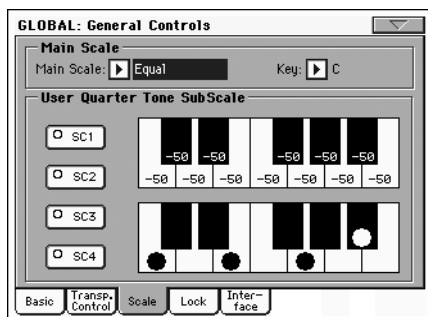 GLOBAL: General Controls
Main Scale
Main Scale: Equal Key: C
User Quarter Tone SubScale
SC1
-50 -50 -50 -50 -50
SC2
-50 -50 -50 -50 -50 -50 -50
SC3
SC4
Basic Transp. Control Scale Lock Inter-face